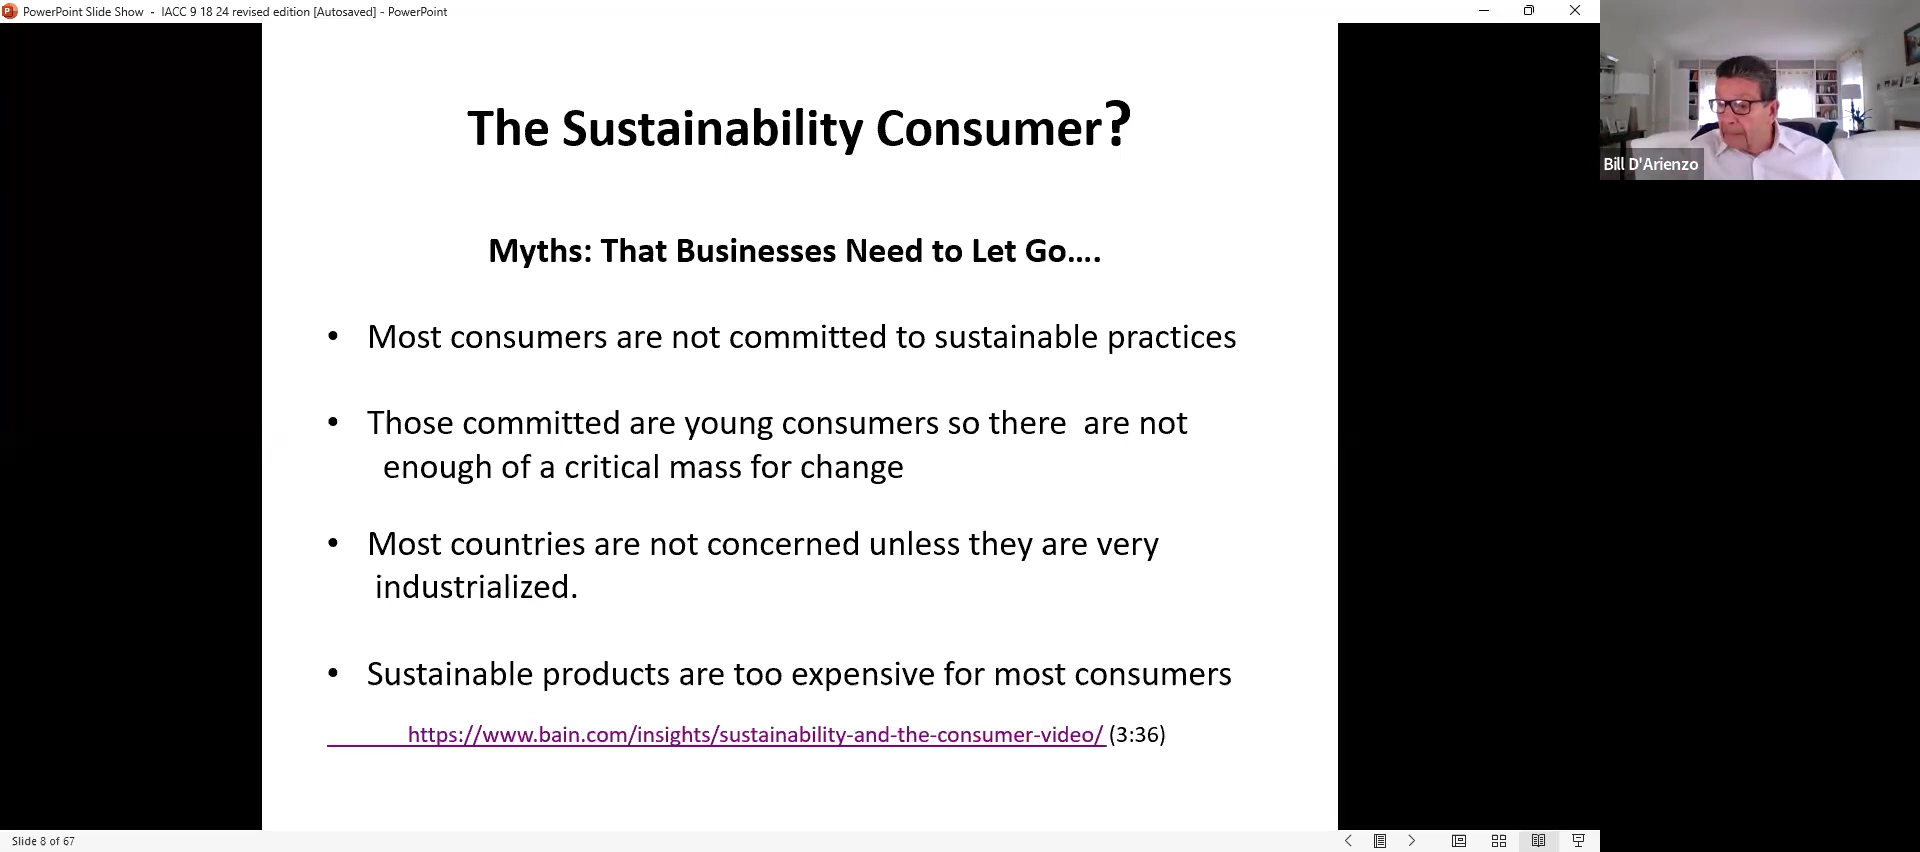 PowerPoint Slide Show - IACC 9 18 24 revised edition [Autosaved] - PowerPoint
The Sustainability Consumer?
Myths: That Businesses Need to Let Go....
• Most consumers are not committed to sustainable practices
• Those committed are young consumers so there are not
enough of a critical mass for change
• Most countries are not concerned unless they are very
industrialized.
• Sustainable products are too expensive for most consumers
https://www.bain.com/insights/sustainability-and-the-consumer-video/ (3:36)
Bill D'Arienzo
Slide 8 of 67